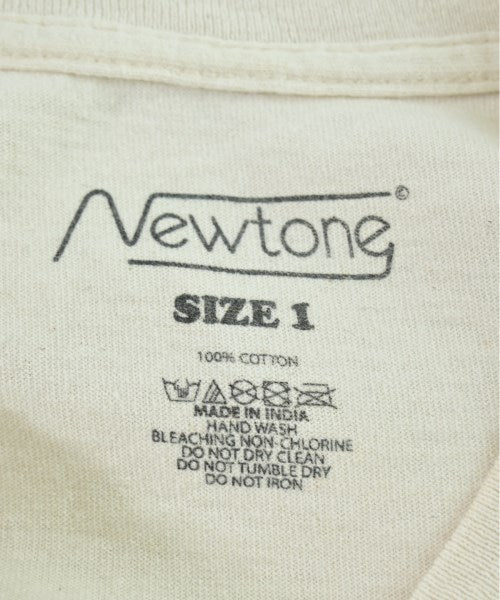 Newtone ©
SIZE 1
100% COTTON
MADE IN INDIA
HAND WASH
BLEACHING NON-CHLORINE
DO NOT DRY CLEAN
DO NOT TUMBLE DRY
DO NOT IRON